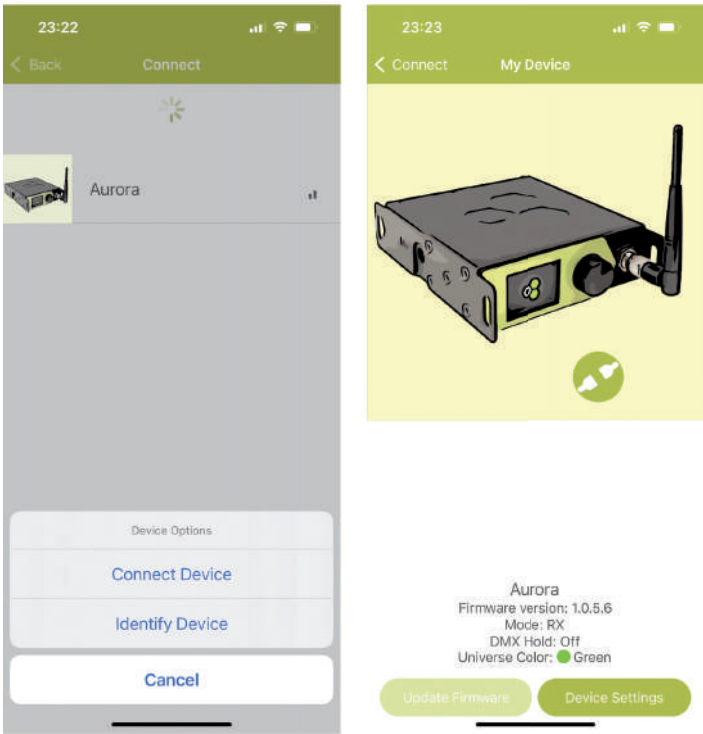 23:22
Back
Connect
Aurora
Device Options
Connect Device
Identify Device
Cancel
23:23
Connect
My Device
Aurora
Firmware version: 1.0.5.6
Mode: RX
DMX Hold: Off
Universe Color: Green
Update Firmware
Device Settings